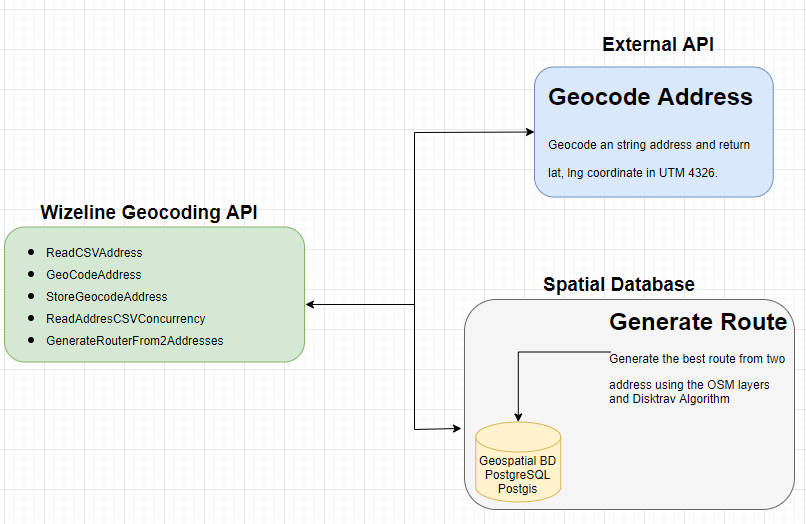 External API
Geocode Address
Geocode an string address and return
lat, lng coordinate in UTM 4326.
Wizeline Geocoding API
ReadCSVAddress
GeoCodeAddress
StoreGeocodeAddress
ReadAddresCSVConcurrency
GenerateRouterFrom2Addresses
Spatial Database
Generate Route
Generate the best route from two
address using the OSM layers
and Disktrav Algorithm
Geospatial BD
PostgreSQL
Postgis